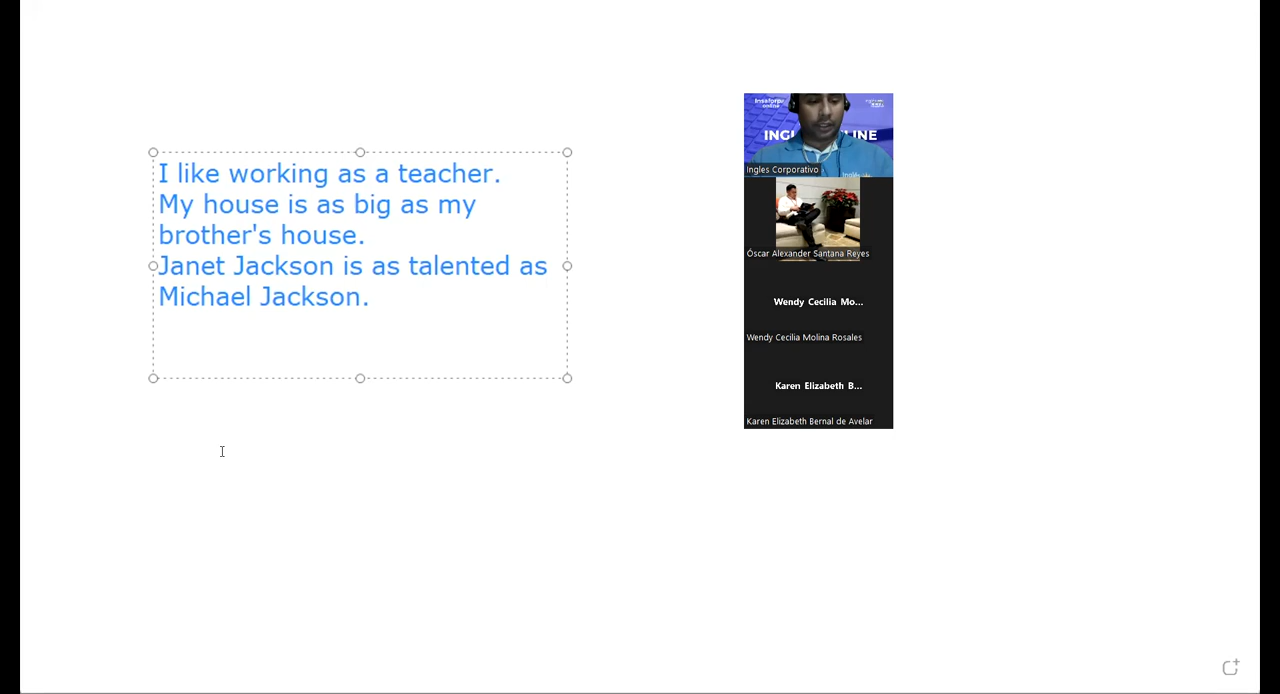 I like working as a teacher.
My house is as big as my
brother's house.
Janet Jackson is as talented as
Michael Jackson.
Insaforp
online
INGL
LINE
Ingles Corporativo
Óscar Alexander Santana Reyes
Wendy Cecilia Mo...
Wendy Cecilia Molina Rosales
Karen Elizabeth B...
Karen Elizabeth Bernal de Avelar